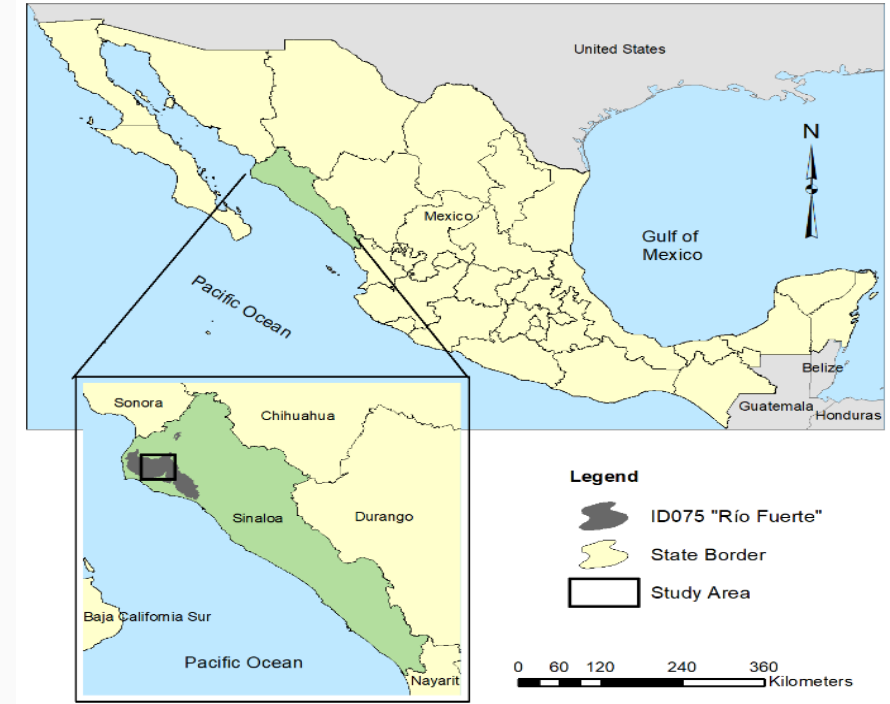 United States
N
Mexico
Gulf of
Mexico
Pacific Ocean
Belize
Guatemala
Honduras
Sonora
Chihuahua
Sinaloa
Durango
Baja California Sur
Pacific Ocean
Nayarit
Legend
ID075 "Río Fuerte"
State Border
Study Area
0 60 120 240 360
Kilometers